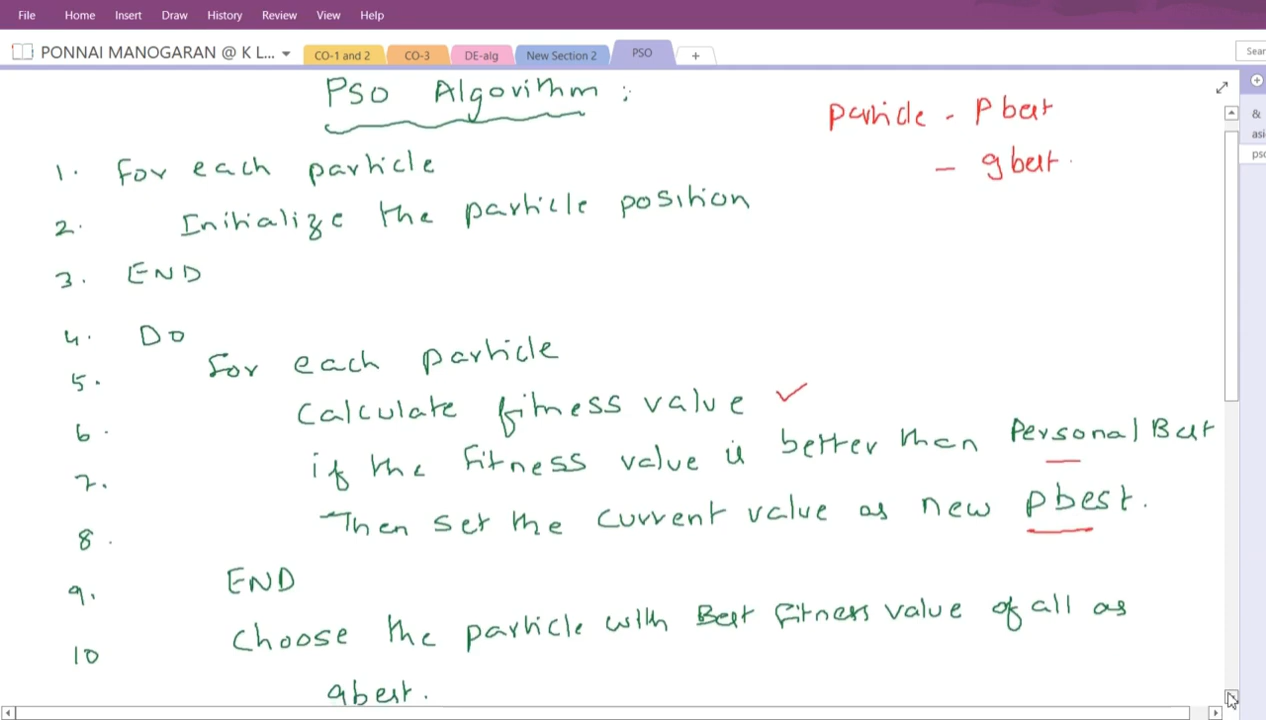 File Home Insert Draw History Review View Help
PONNAI MANOGARAN @ K L... CO-1 and 2 CO-3 DE-alg New Section 2 PSO + Sear
PSO Algorithm :
particle - Pbest
- gbest.
&
asi
pso
1. For each particle
2. Initialize the particle position
3. END
4. Do
5. For each particle
6. Calculate fitness value ✓
7. if the Fitness value is better than Personal Best
8. Then set the current value as new pbest.
9. END
10 Choose the particle with Best Fitness value of all as
gbest.